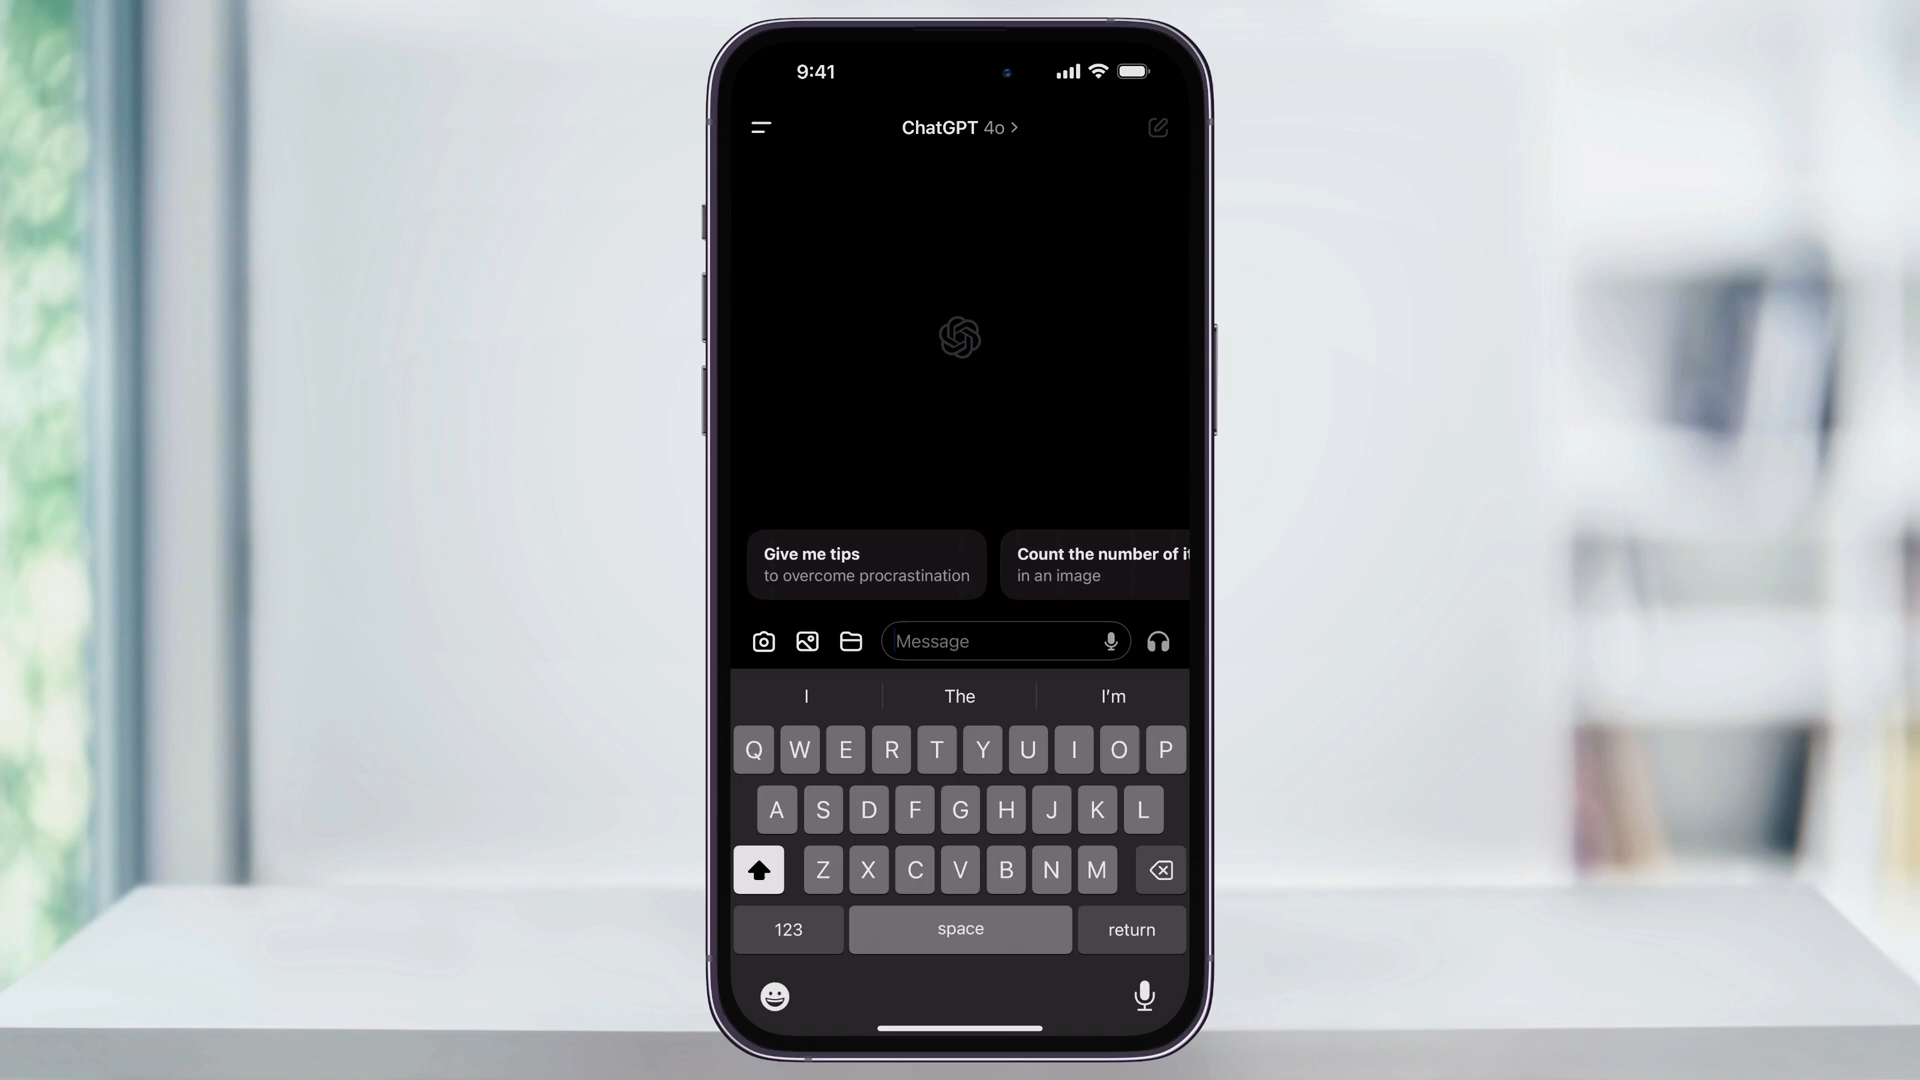 9:41
ChatGPT 4o >
Give me tips
to overcome procrastination
Count the number of it
in an image
Message
I The I'm
Q W E R T Y U I O P
A S D F G H J K L
Z X C V B N M
123 space return